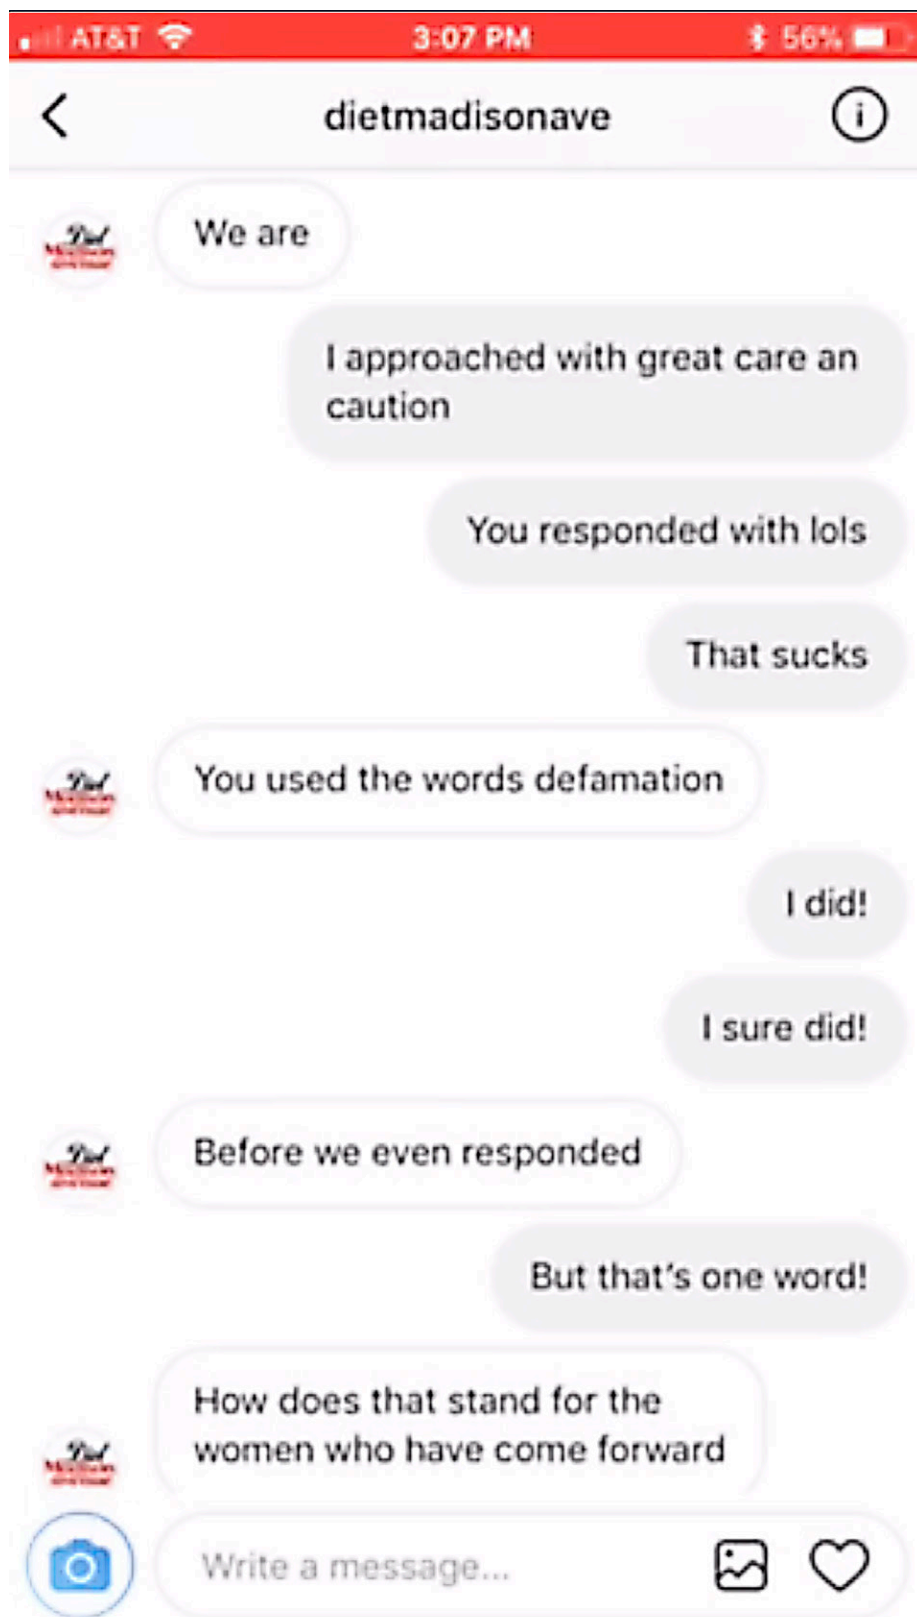 AT&T 3:07 PM 56%
dietmadisonave
We are
I approached with great care an
caution
You responded with lols
That sucks
You used the words defamation
I did!
I sure did!
Before we even responded
But that's one word!
How does that stand for the
women who have come forward
Write a message...